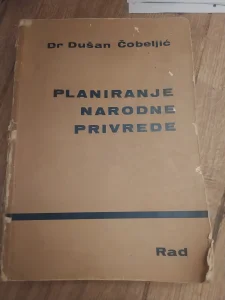 Dr Dušan Čobeljić
PLANIRANJE
NARODNE
PRIVREDE
Rad